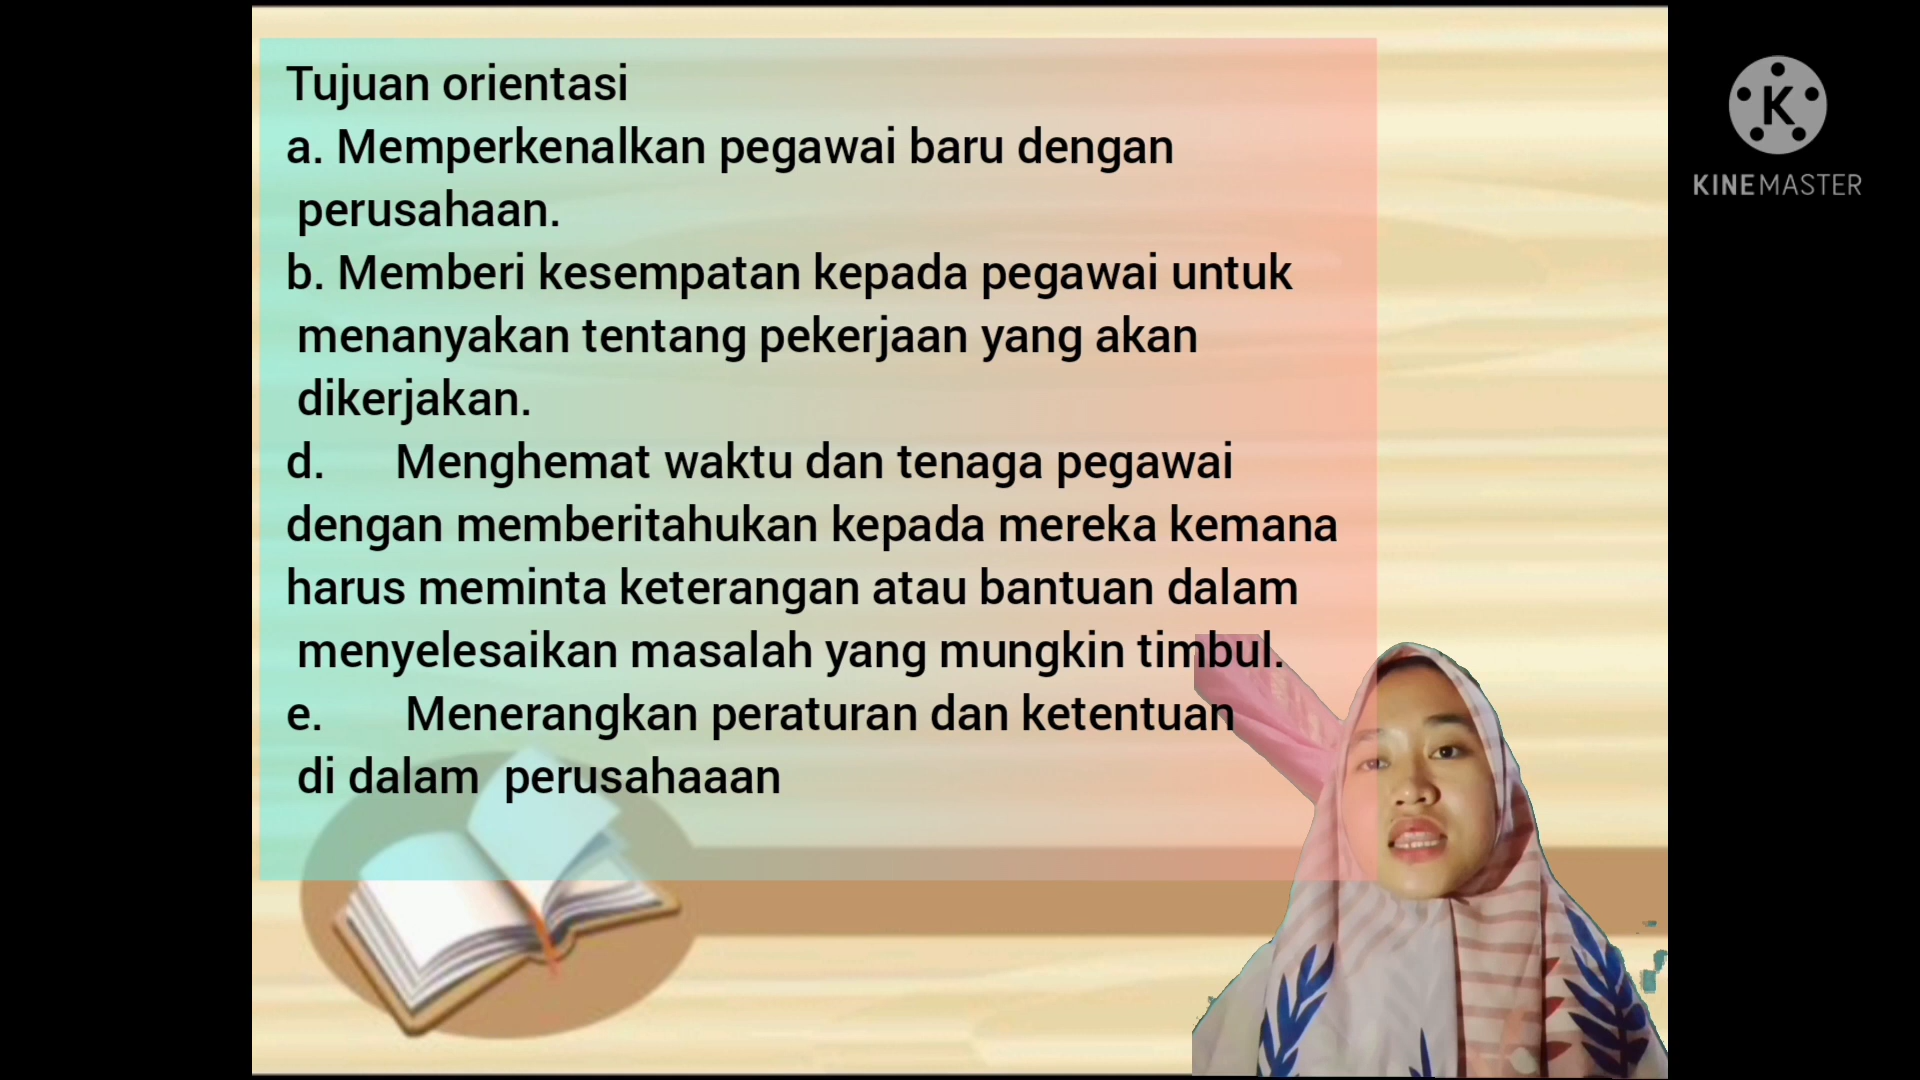 Tujuan orientasi
a. Memperkenalkan pegawai baru dengan
perusahaan.
b. Memberi kesempatan kepada pegawai untuk
menanyakan tentang pekerjaan yang akan
dikerjakan.
d. Menghemat waktu dan tenaga pegawai
dengan memberitahukan kepada mereka kemana
harus meminta keterangan atau bantuan dalam
menyelesaikan masalah yang mungkin timbul.
e. Menerangkan peraturan dan ketentuan
di dalam perusahaaan
K
KINEMASTER